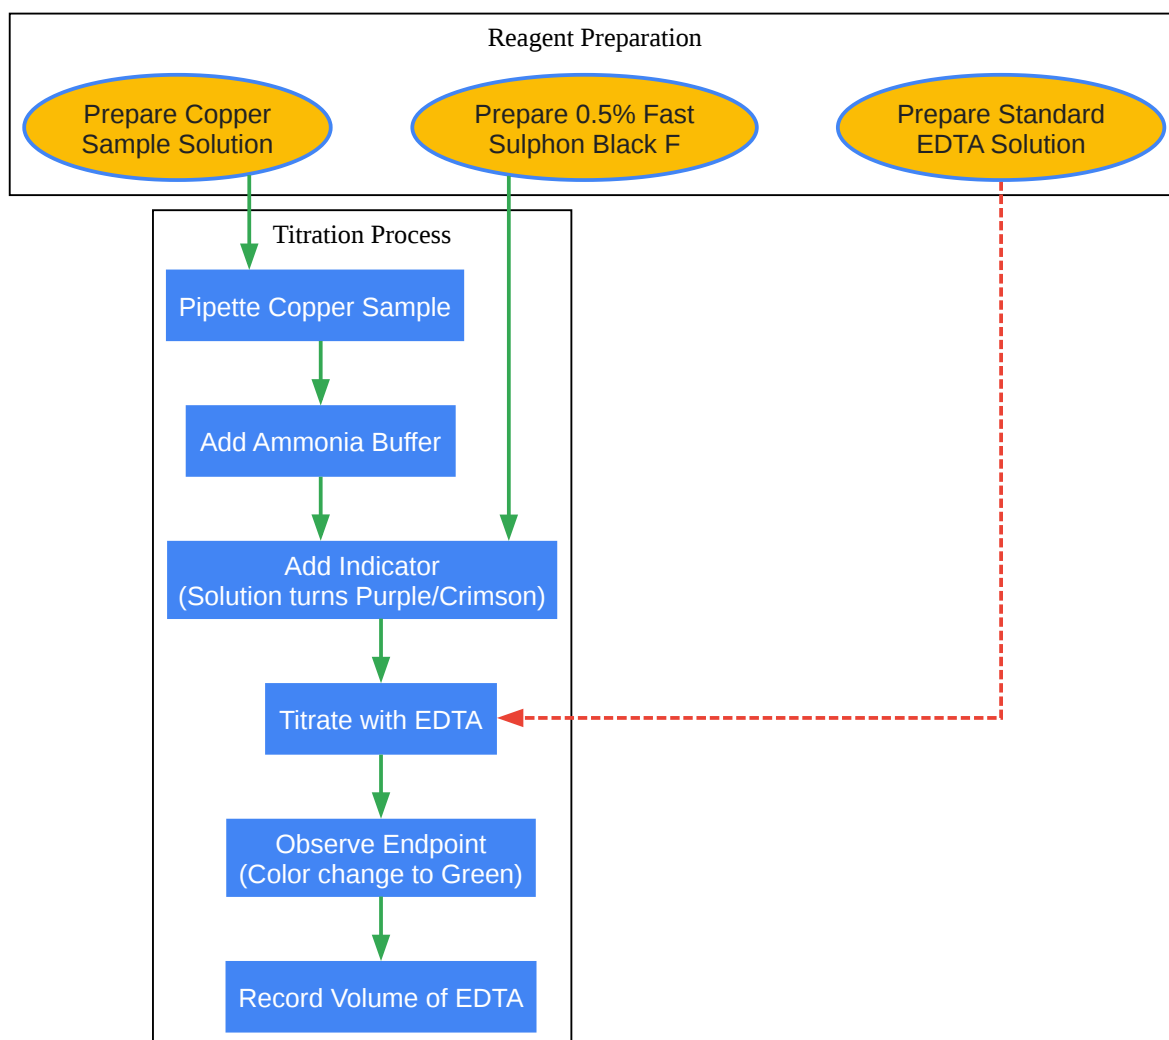 Reagent Preparation
Prepare Copper
Sample Solution
Prepare 0.5% Fast
Sulphon Black F
Prepare Standard
EDTA Solution
Titration Process
Pipette Copper Sample
Add Ammonia Buffer
Add Indicator
(Solution turns Purple/Crimson)
Titrate with EDTA
Observe Endpoint
(Color change to Green)
Record Volume of EDTA